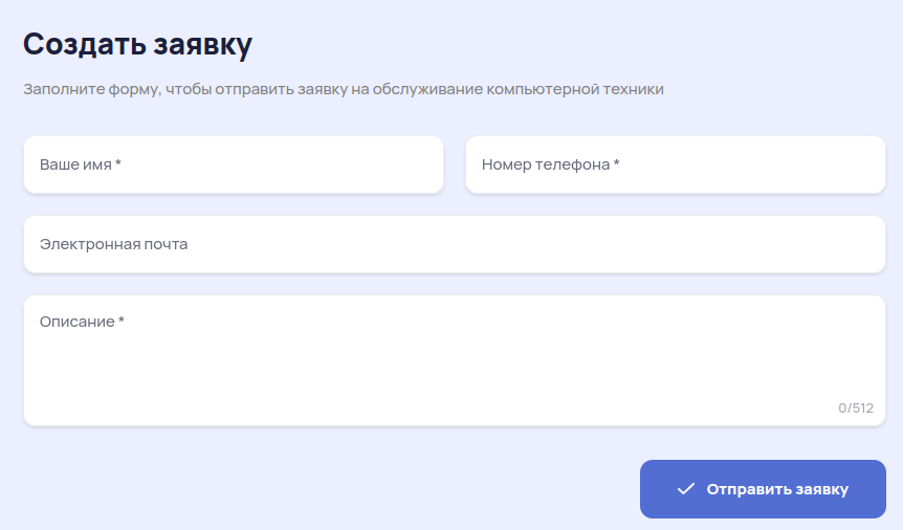 Создать заявку
Заполните форму, чтобы отправить заявку на обслуживание компьютерной техники
Ваше имя *
Номер телефона *
Электронная почта
Описание *
0/512
Отправить заявку